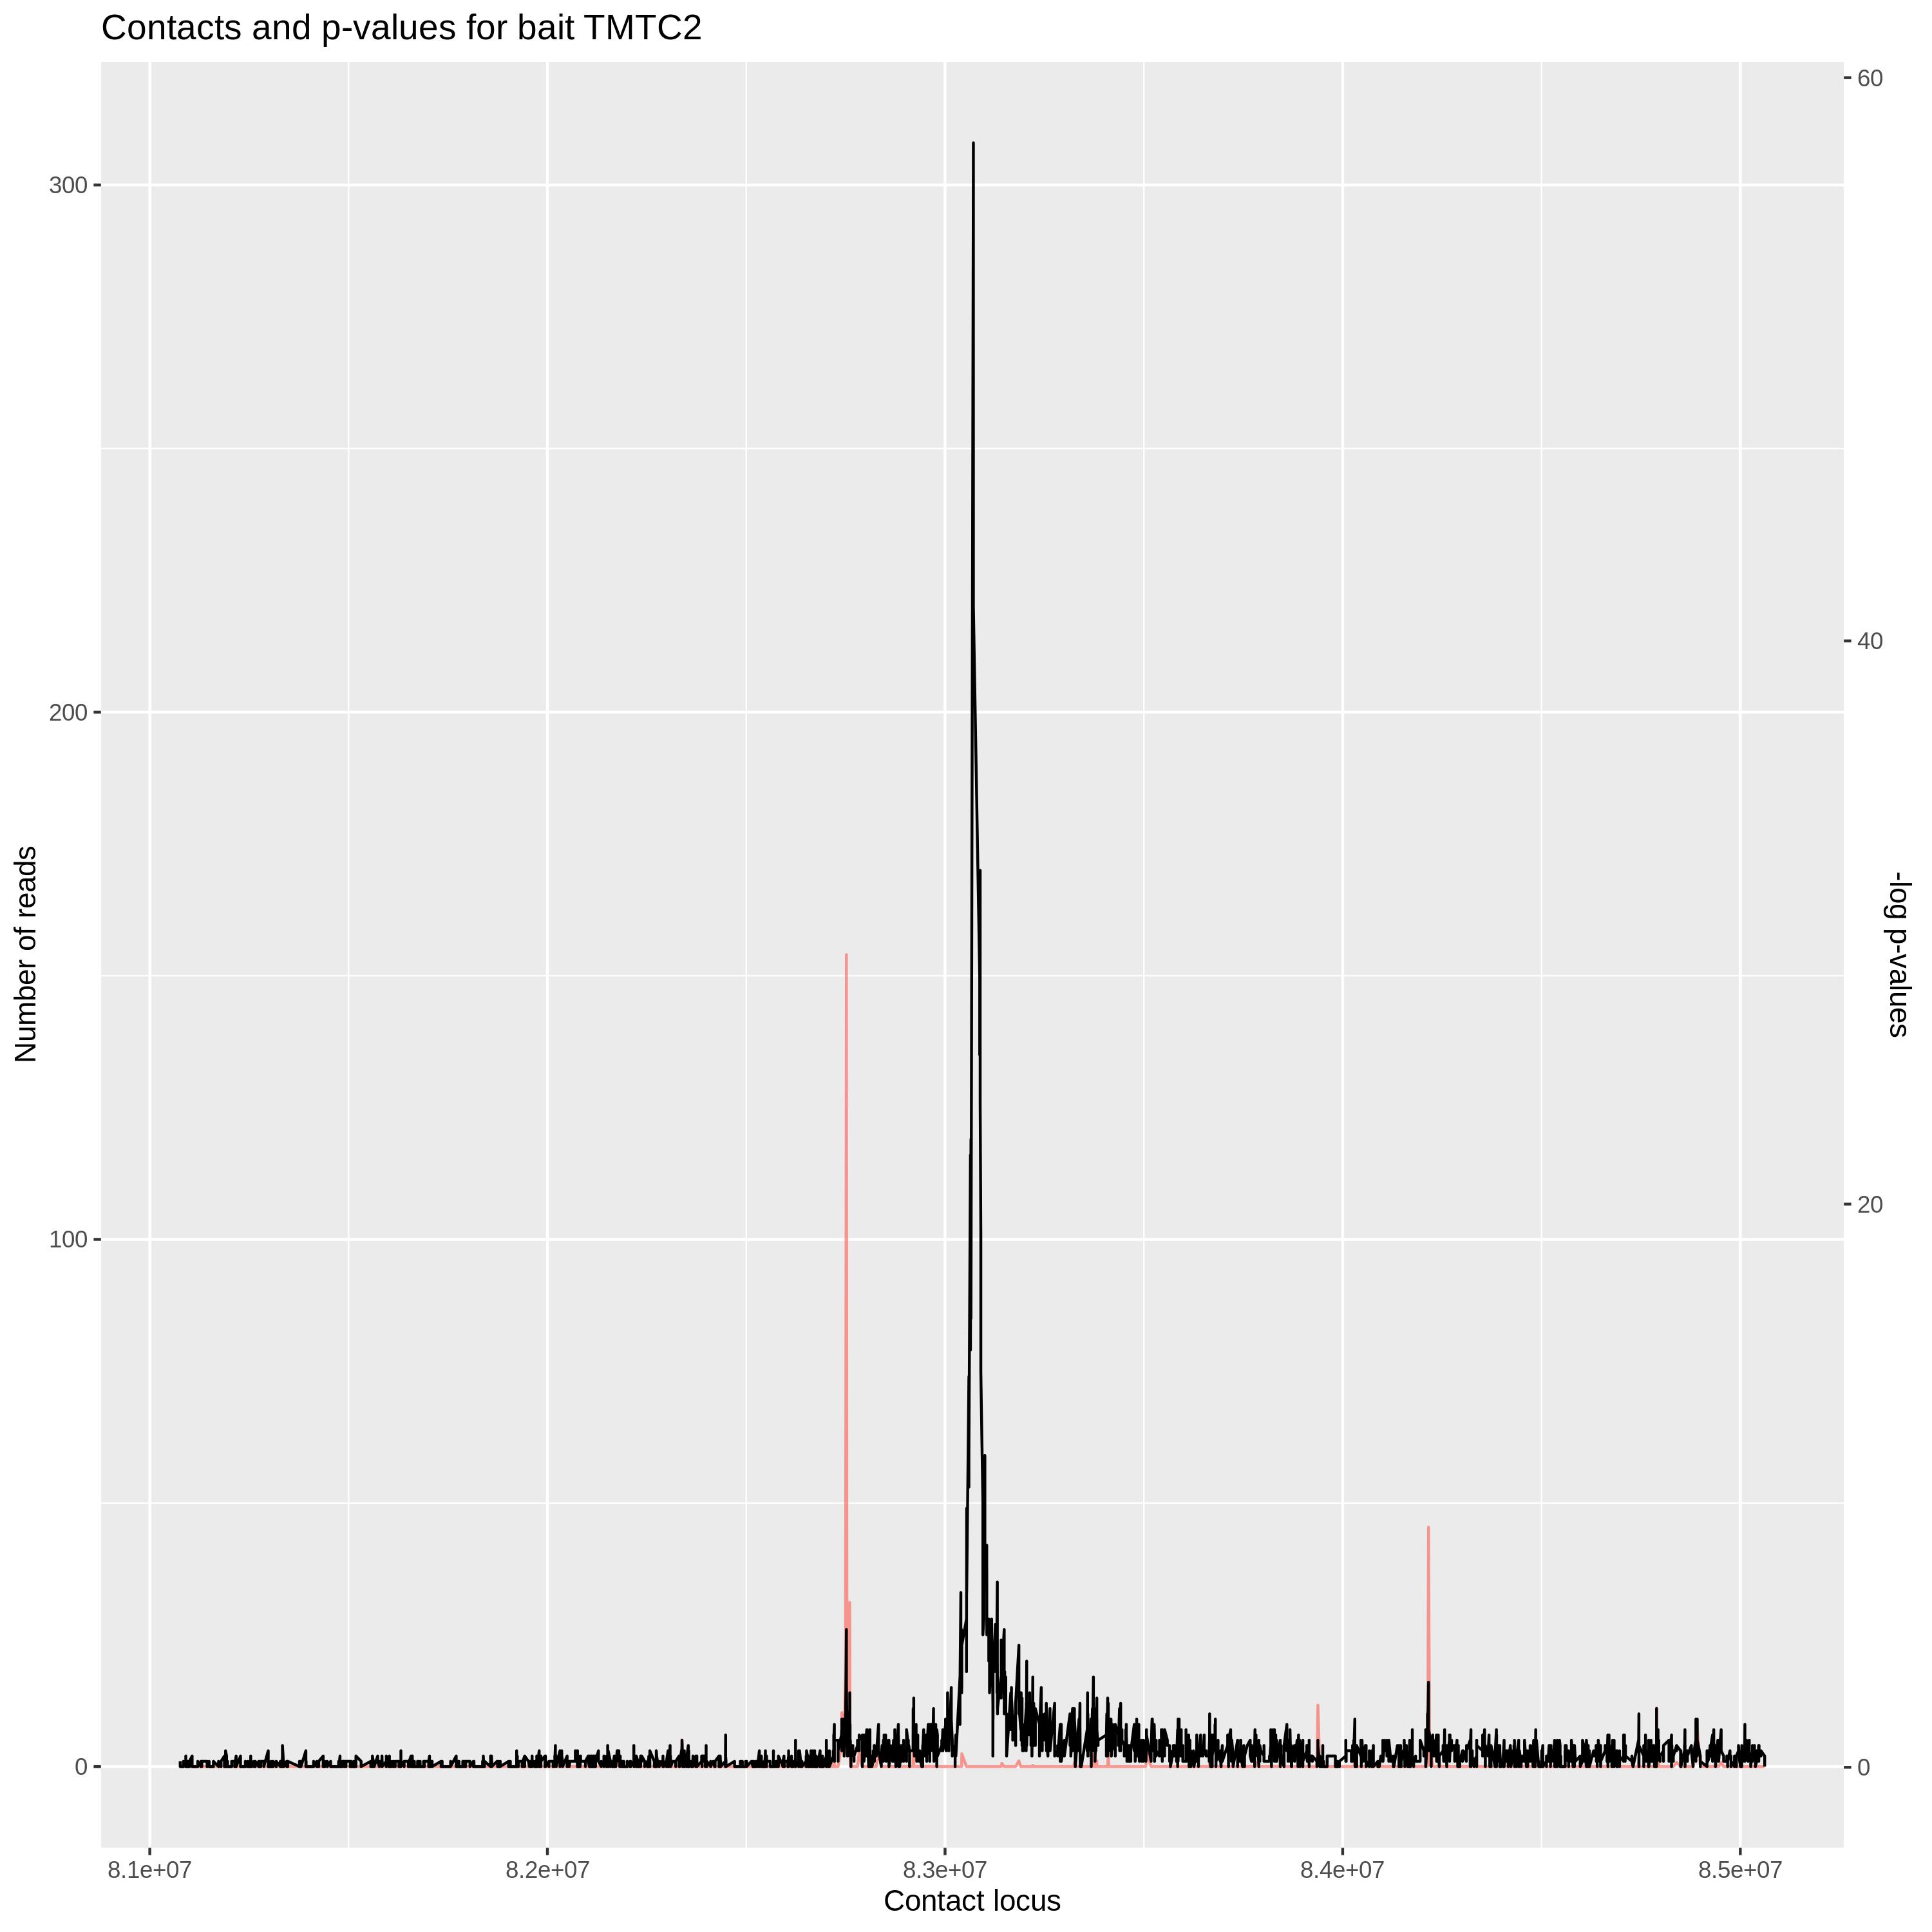 Contacts and p-values for bait TMTC2
300
200
100
0
Number of reads
60
40
20
0
-log p-values
8.1e+07
8.2e+07
8.3e+07
8.4e+07
8.5e+07
Contact locus